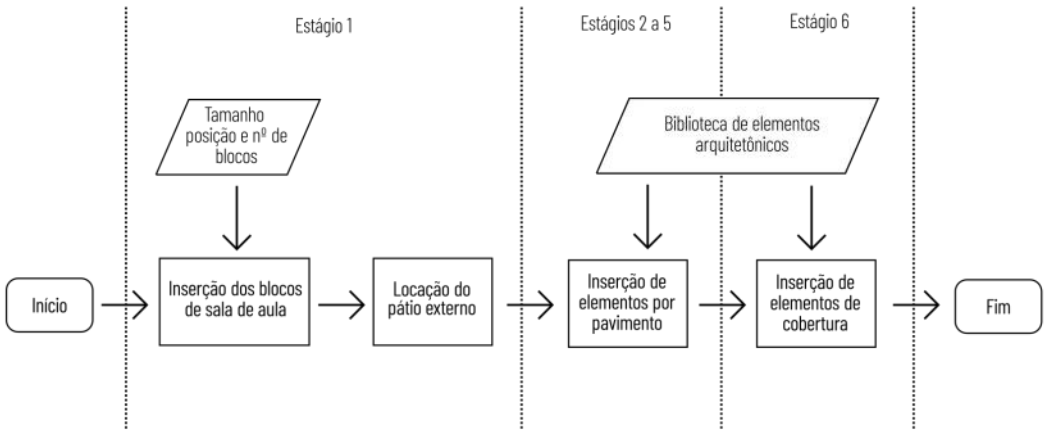 Estágio 1
Estágios 2 a 5
Estágio 6
Tamanho
posição e nº de
blocos
Biblioteca de elementos
arquitetônicos
Início
Inserção dos blocos
de sala de aula
Locação do
pátio externo
Inserção de
elementos por
pavimento
Inserção de
elementos de
cobertura
Fim